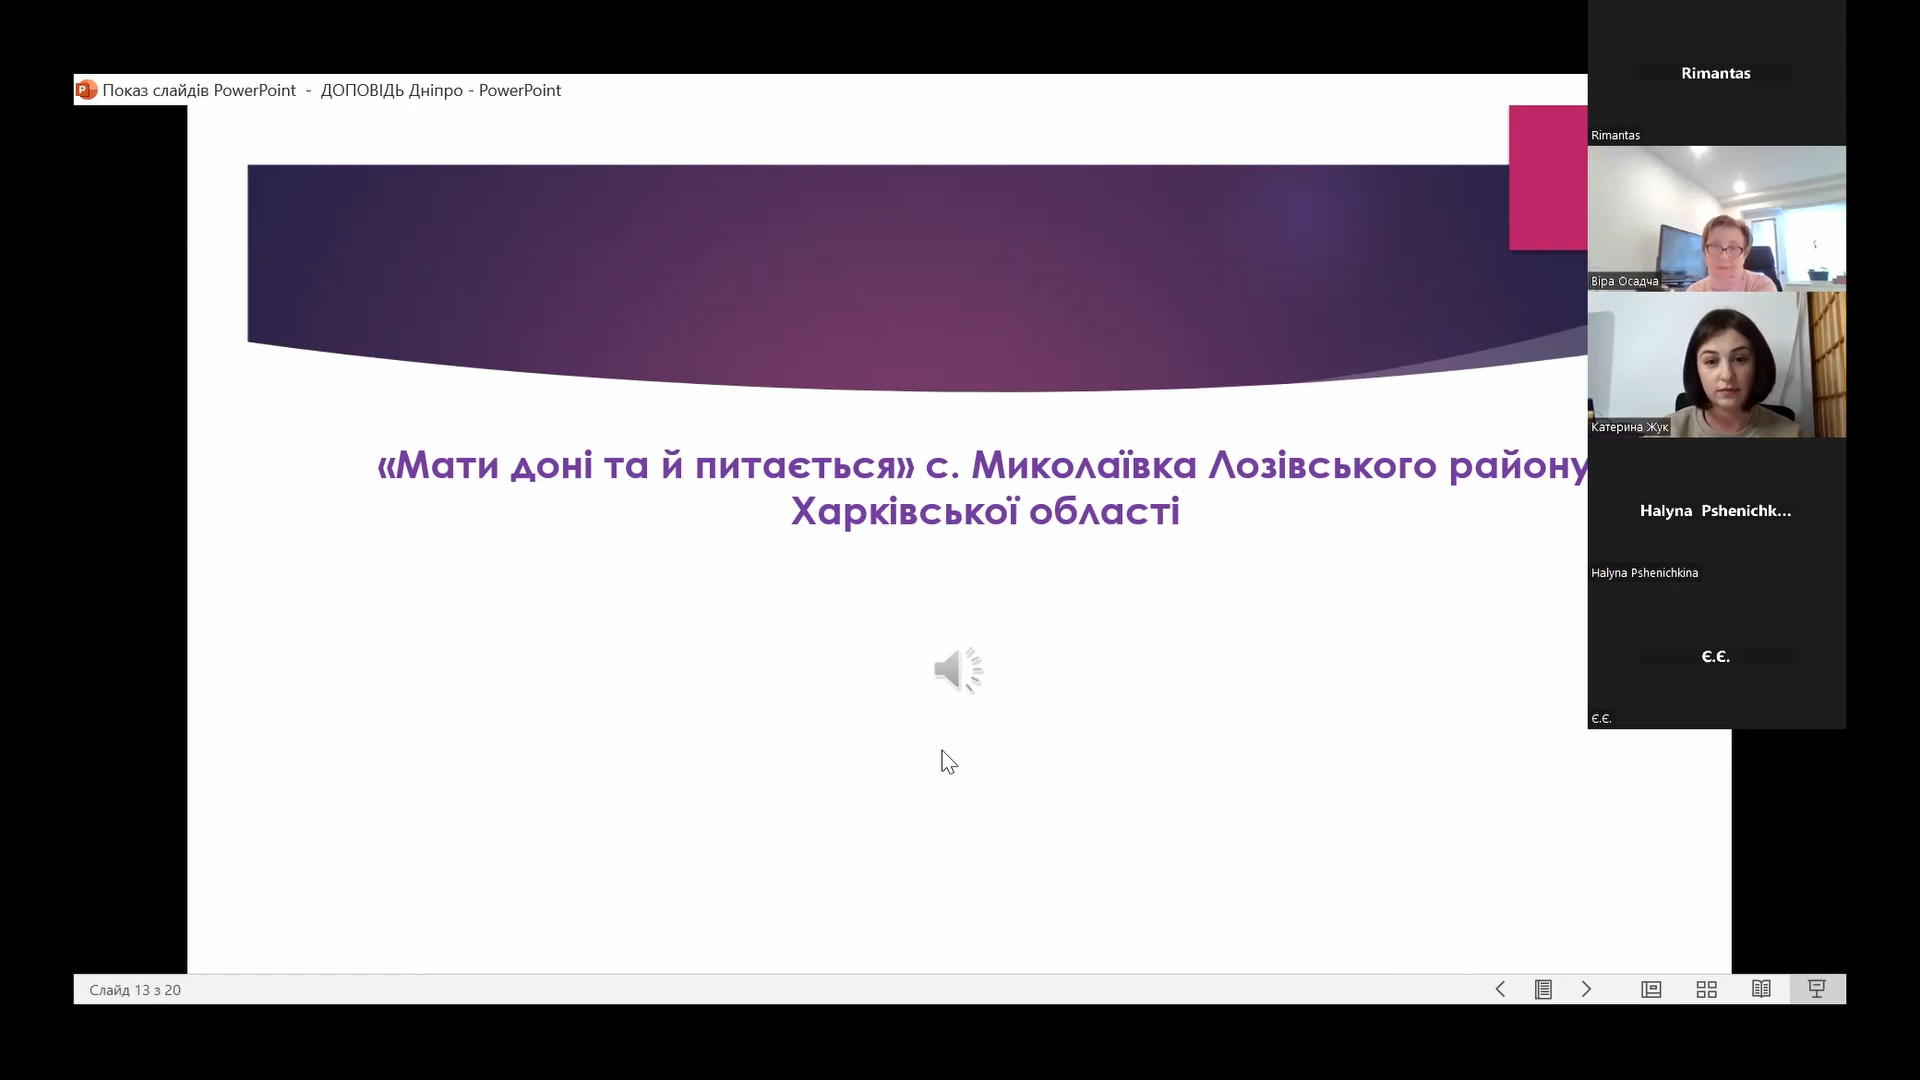 Показ слайдів PowerPoint - ДОПОВІДЬ Дніпро - PowerPoint
«Мати доні та й питається» с. Миколаївка Лозівського району
Харківської області
Rimantas
Rimantas
Віра Осадча
Катерина Жук
Halyna Pshenichk...
Halyna Pshenichkina
Є.Є.
Є.Є.
Слайд 13 з 20